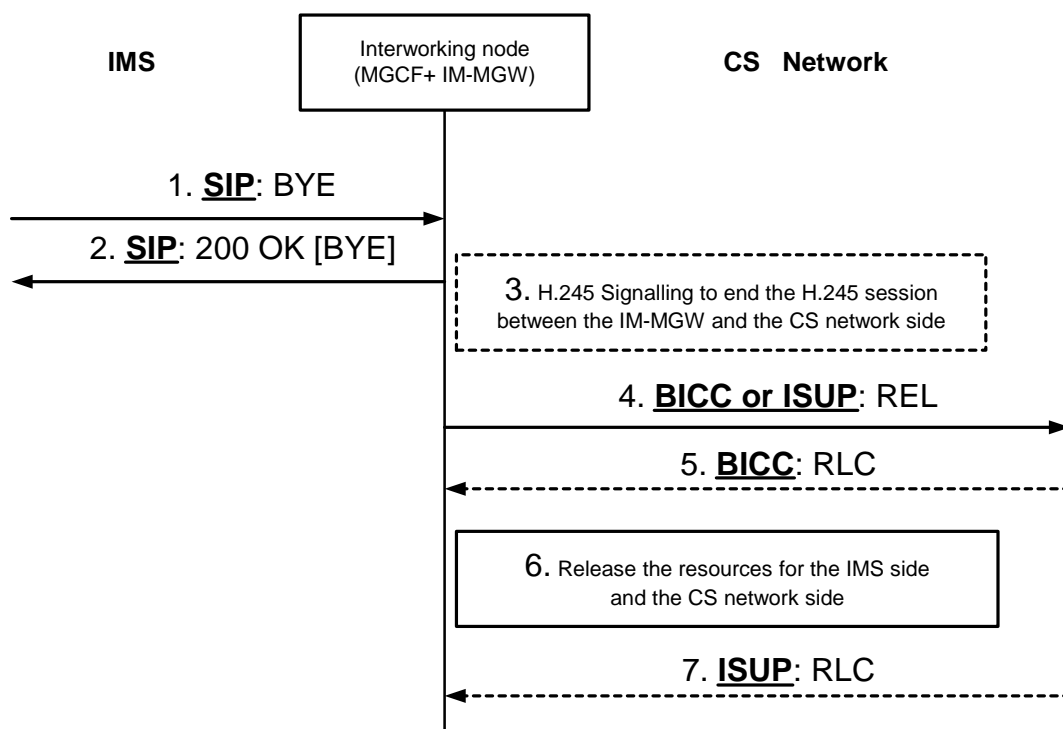 IMS
Interworking node
(MGCF+ IM-MGW)
CS Network
1. SIP: BYE
2. SIP: 200 OK [BYE]
3. H.245 Signalling to end the H.245 session
between the IM-MGW and the CS network side
4. BICC or ISUP: REL
5. BICC: RLC
6. Release the resources for the IMS side
and the CS network side
7. ISUP: RLC